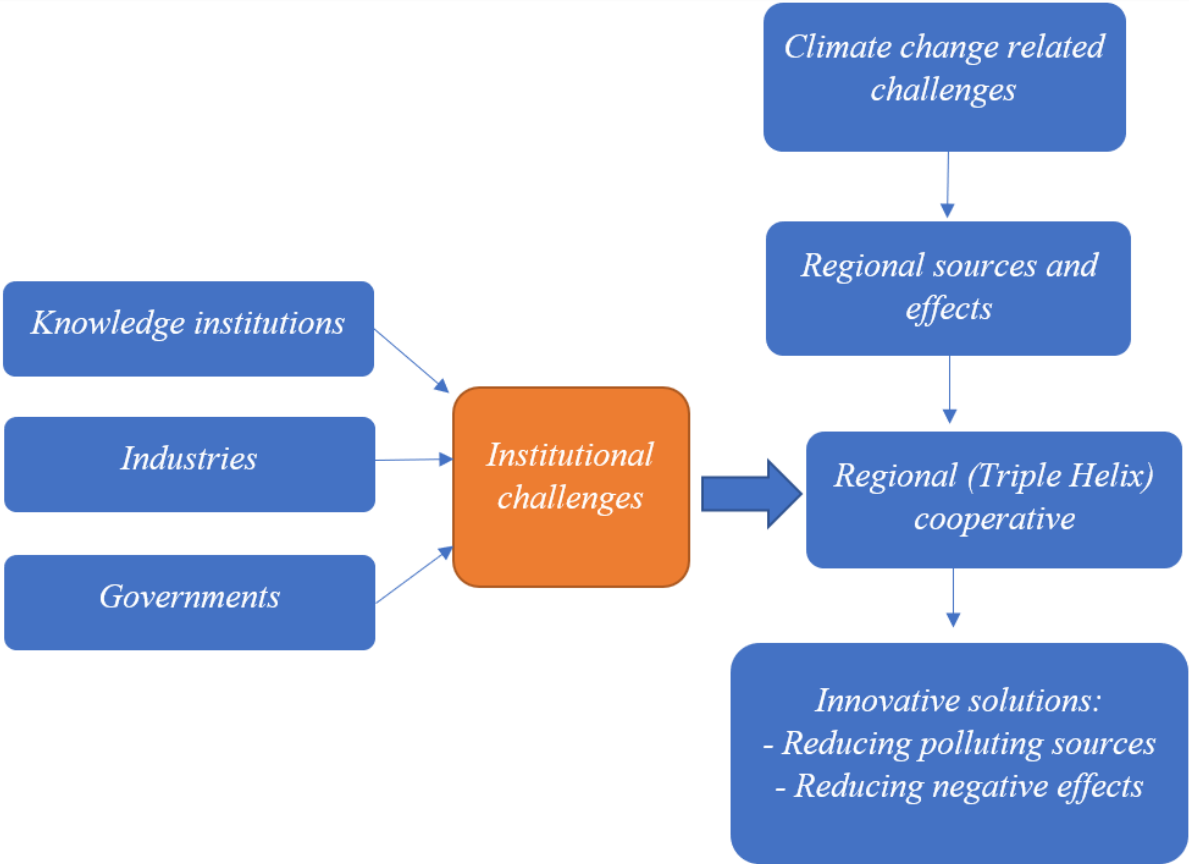 Climate change related
challenges
Regional sources and
effects
Knowledge institutions
Industries
Governments
Institutional
challenges
Regional (Triple Helix)
cooperative
Innovative solutions:
- Reducing polluting sources
- Reducing negative effects